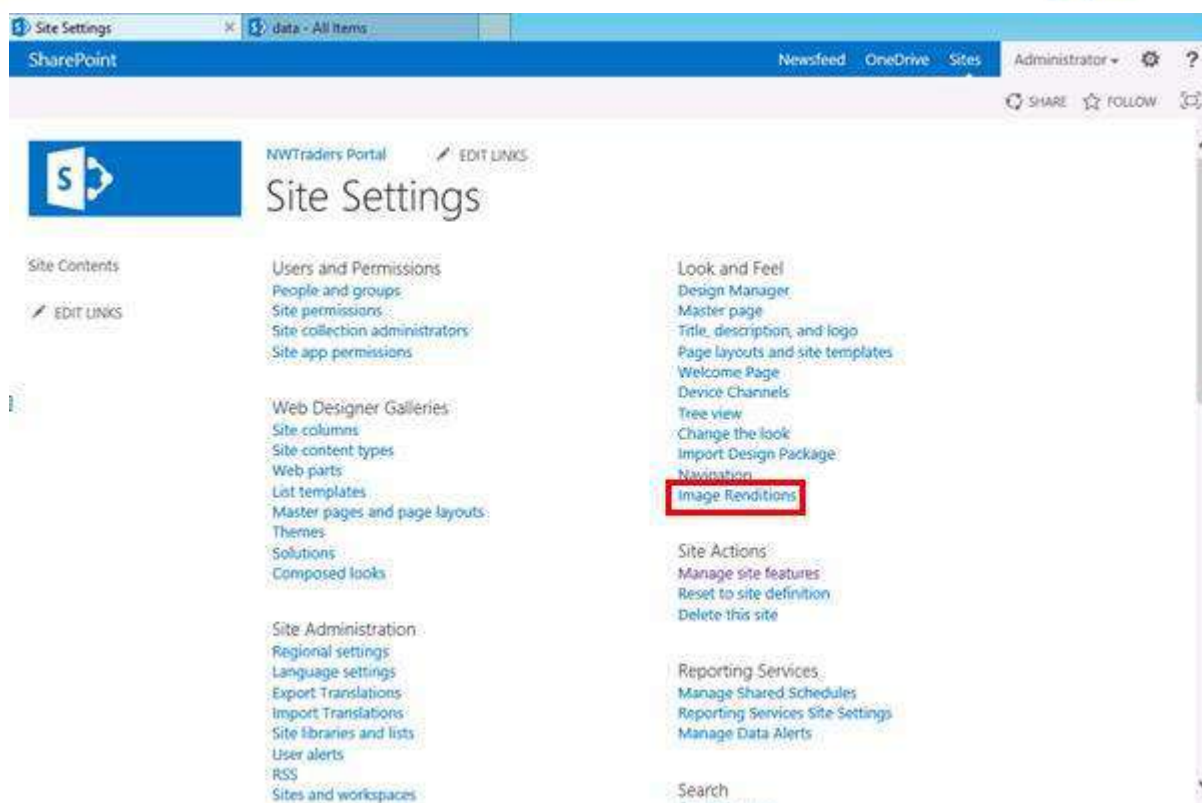 Site Settings
data - All Items
SharePoint
Newsfeed OneDrive Sites Administrator ?
SHARE FOLLOW
S
NWTraders Portal EDIT LINKS
Site Settings
Site Contents
EDIT LINKS
Users and Permissions
People and groups
Site permissions
Site collection administrators
Site app permissions
Web Designer Galleries
Site columns
Site content types
Web parts
List templates
Master pages and page layouts
Themes
Solutions
Composed looks
Site Administration
Regional settings
Language settings
Export Translations
Import Translations
Site libraries and lists
User alerts
RSS
Sites and workspaces
Look and Feel
Design Manager
Master page
Title, description, and logo
Page layouts and site templates
Welcome Page
Device Channels
Tree view
Change the look
Import Design Package
Navigation
Image Renditions
Site Actions
Manage site features
Reset to site definition
Delete this site
Reporting Services
Manage Shared Schedules
Reporting Services Site Settings
Manage Data Alerts
Search